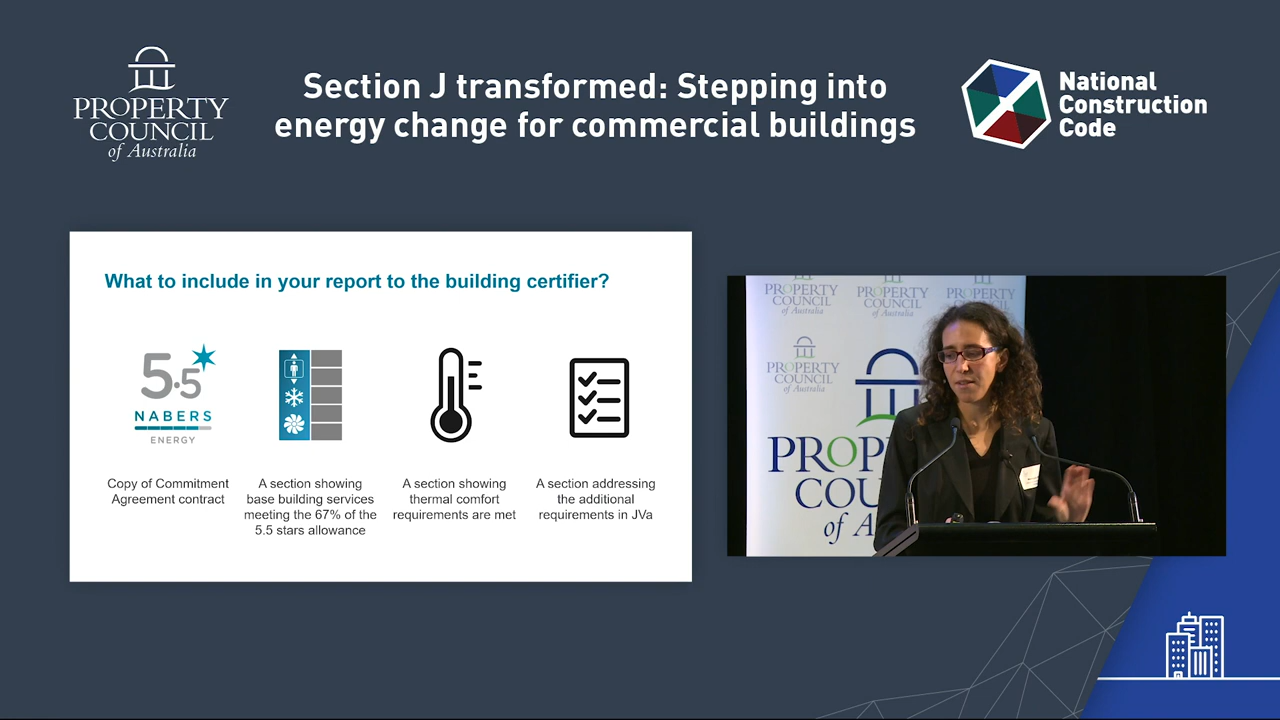 PROPERTY
COUNCIL
of Australia
Section J transformed: Stepping into
energy change for commercial buildings
National
Construction
Code
What to include in your report to the building certifier?
5.5
NABERS
ENERGY
Copy of Commitment
Agreement contract
A section showing
base building services
meeting the 67% of the
5.5 stars allowance
A section showing
thermal comfort
requirements are met
A section addressing
the additional
requirements in JVa
PROPERTY
COUNCIL
of Australia
PROPERTY
COUNCIL
of Australia
PROPERTY
COUNCIL
of Australia
PROPERTY
COUNCIL
of Australia
PROP
COU
of A